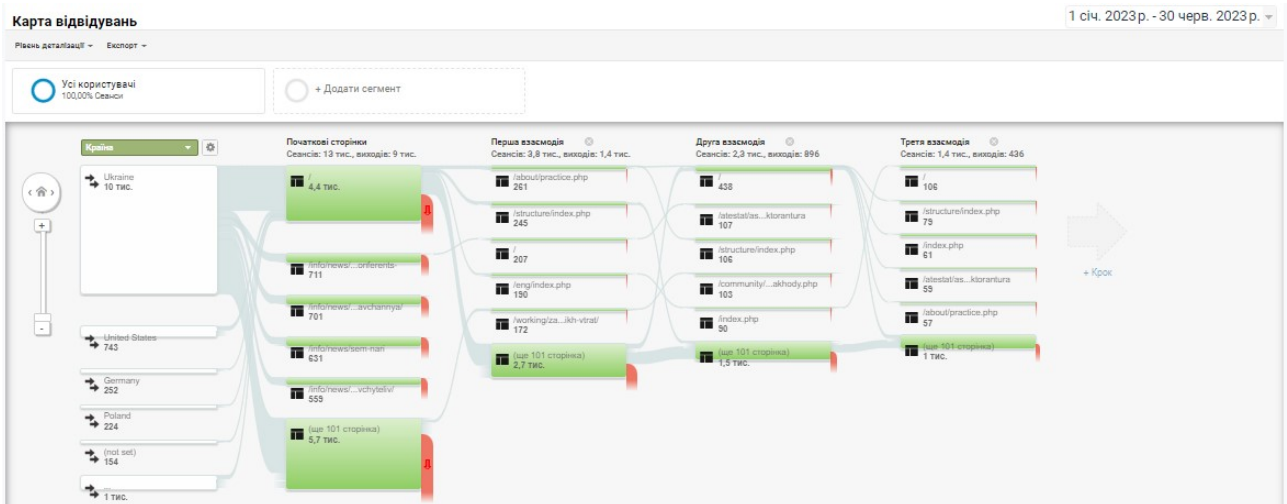 Карта відвідувань
1 січ. 2023 р. - 30 черв. 2023 р.
Рівень деталізації
Експорт
Усі користувачі
100,00% Сеанси
+ Додати сегмент
Країна
Ukraine
10 тис.
United States
743
Germany
252
Poland
224
(not set)
154
...
1 тис.
Початкові сторінки
Сеансів: 13 тис., виходів: 9 тис.
/
4,4 тис.
/info/news/...onferents-
711
/info/news/...avchannya/
701
/info/news/sem-nari
631
/info/news/...vchyteliv/
559
(ще 101 сторінка)
5,7 тис.
Перша взаємодія
Сеансів: 3,8 тис., виходів: 1,4 тис.
/about/practice.php
261
/structure/index.php
245
/
207
/eng/index.php
190
/working/za...ikh-vtrat/
172
(ще 101 сторінка)
2,7 тис.
Друга взаємодія
Сеансів: 2,3 тис., виходів: 896
/
438
/atestat/as...ktorantura
107
/structure/index.php
106
/community/...akhody.php
103
/index.php
90
(ще 101 сторінка)
1,5 тис.
Третя взаємодія
Сеансів: 1,4 тис., виходів: 436
/
106
/structure/index.php
75
/index.php
61
/atestat/as...ktorantura
59
/about/practice.php
57
(ще 101 сторінка)
1 тис.
+ Крок